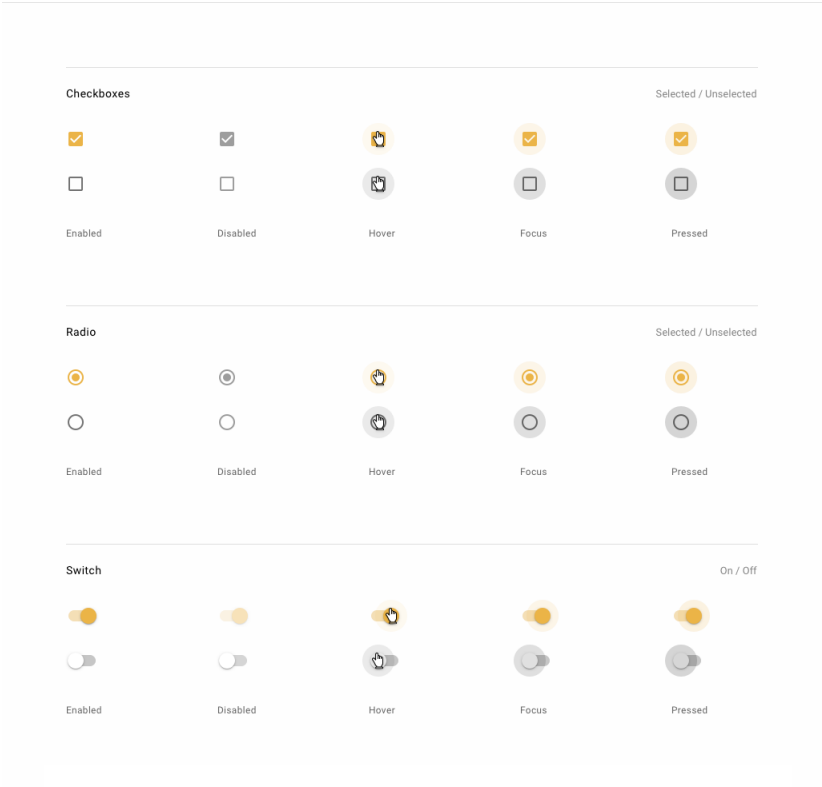 Checkboxes Selected / Unselected
Enabled Disabled Hover Focus Pressed
Radio Selected / Unselected
Enabled Disabled Hover Focus Pressed
Switch On / Off
Enabled Disabled Hover Focus Pressed